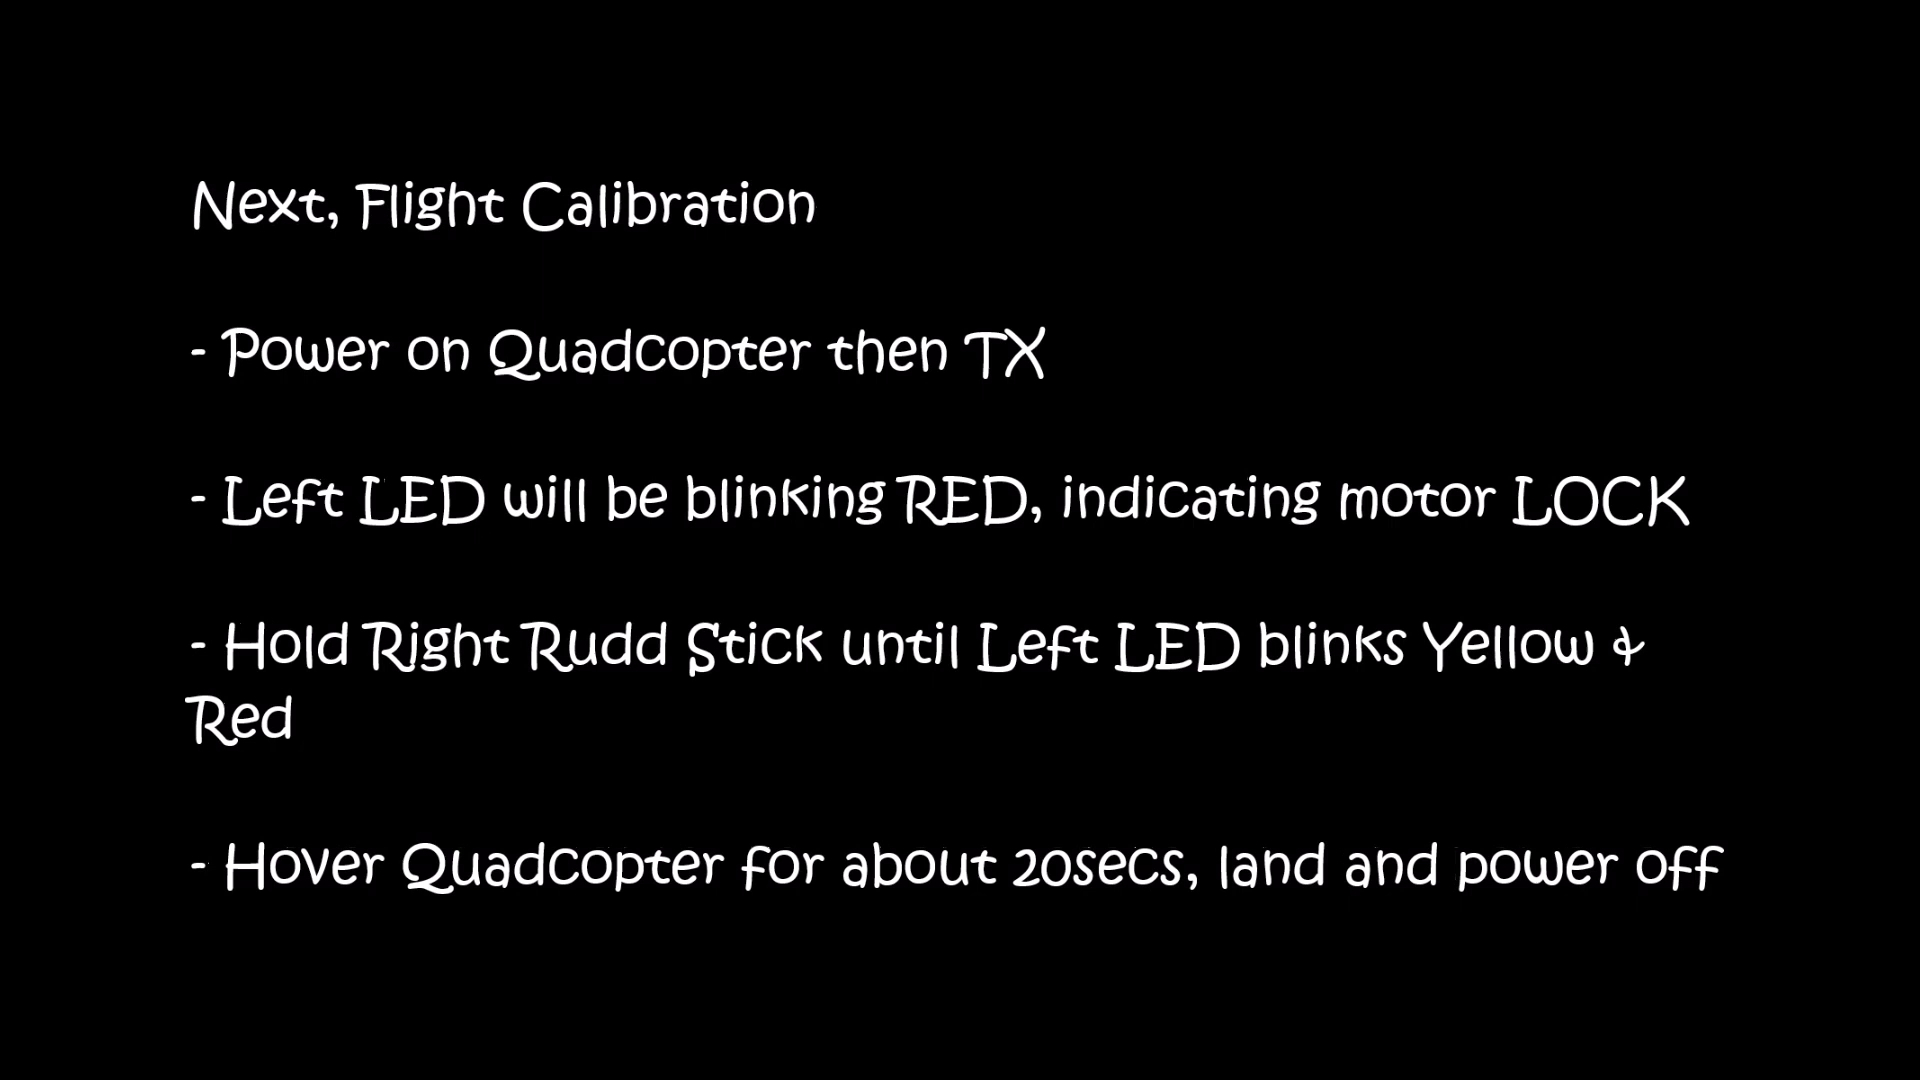 Next, Flight Calibration
- Power on Quadcopter then TX
- Left LED will be blinking RED, indicating motor LOCK
- Hold Right Rudd Stick until Left LED blinks Yellow &
Red
- Hover Quadcopter for about 20secs, land and power off